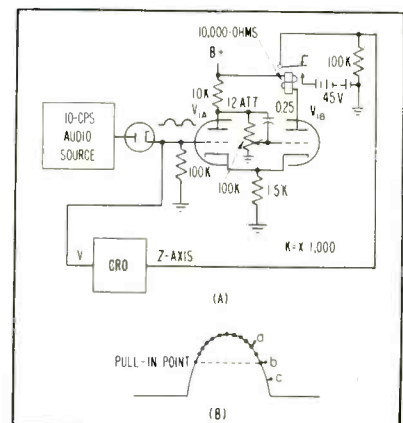 10,000-OHMS
B+
100K
10K
12AT7
0.25
45V
V1A
V1B
10-CPS
AUDIO
SOURCE
100K
100K
1.5K
K=X 1,000
V
CRO
Z-AXIS
(A)
PULL-IN POINT
a
b
c
(B)